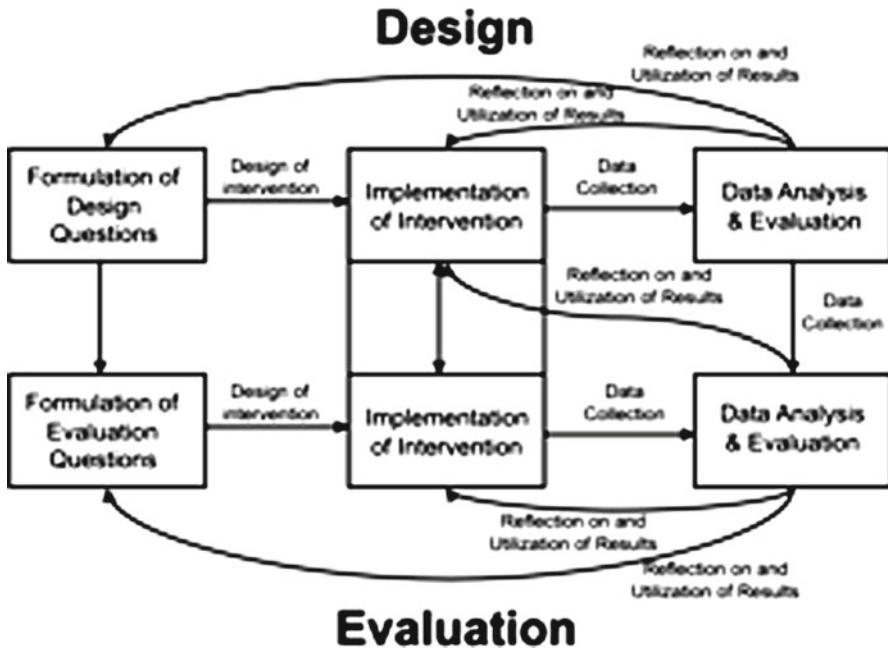 Design
Reflection on and
Utilization of Results
Reflection on and
Utilization of Results
Formulation of
Design
Questions
Design of
intervention
Implementation
of Intervention
Data
Collection
Data Analysis
& Evaluation
Reflection on and
Utilization of Results
Data
Collection
Formulation of
Evaluation
Questions
Design of
intervention
Implementation
of Intervention
Data
Collection
Data Analysis
& Evaluation
Reflection on and
Utilization of Results
Reflection on and
Utilization of Results
Evaluation